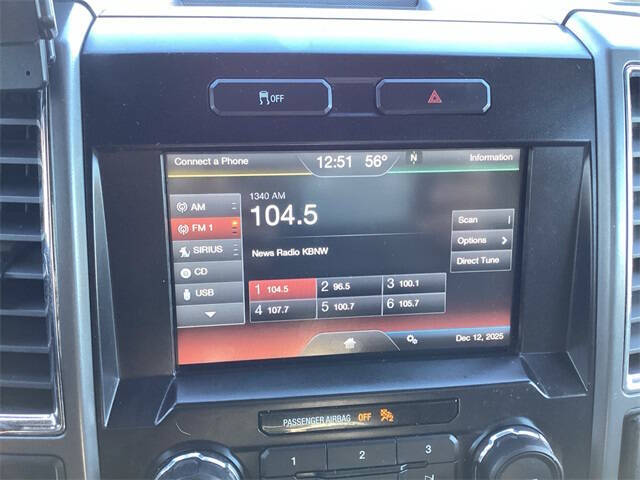 OFF
Connect a Phone
12:51 56°
N
Information
AM
FM 1
SIRIUS
CD
USB
1340 AM
104.5
News Radio KBNW
1 104.5 2 96.5 3 100.1
4 107.7 5 100.7 6 105.7
Scan
Options
Direct Tune
Dec 12, 2025
PASSENGER AIRBAG OFF
1 2 3